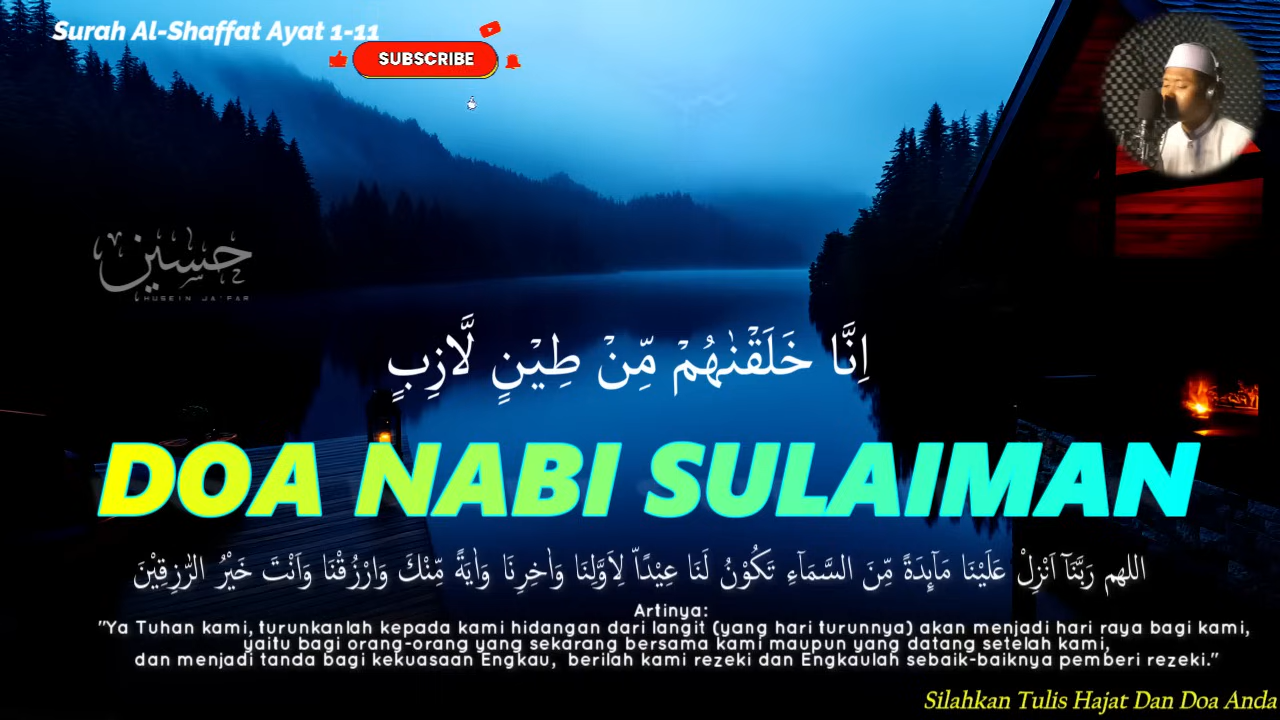 Surah Al-Shaffat Ayat 1-11
SUBSCRIBE
حسين
HUSEIN JA'FAR
اِنَّا خَلَقْنٰهُمْ مِّنْ طِيْنٍ لَّازِبٍ
DOA NABI SULAIMAN
اللهم رَبَّنَآ اَنْزِلْ عَلَيْنَا مَآىِٕدَةً مِّنَ السَّمَآءِ تَكُوْنُ لَنَا عِيْدًا لِّاَوَّلِنَا وَاٰخِرِنَا وَاٰيَةً مِّنْكَ وَارْزُقْنَا وَاَنْتَ خَيْرُ الرّٰزِقِيْنَ
Artinya:
"Ya Tuhan kami, turunkanlah kepada kami hidangan dari langit (yang hari turunnya) akan menjadi hari raya bagi kami,
yaitu bagi orang-orang yang sekarang bersama kami maupun yang datang setelah kami,
dan menjadi tanda bagi kekuasaan Engkau, berilah kami rezeki dan Engkaulah sebaik-baiknya pemberi rezeki."
Silahkan Tulis Hajat Dan Doa Anda